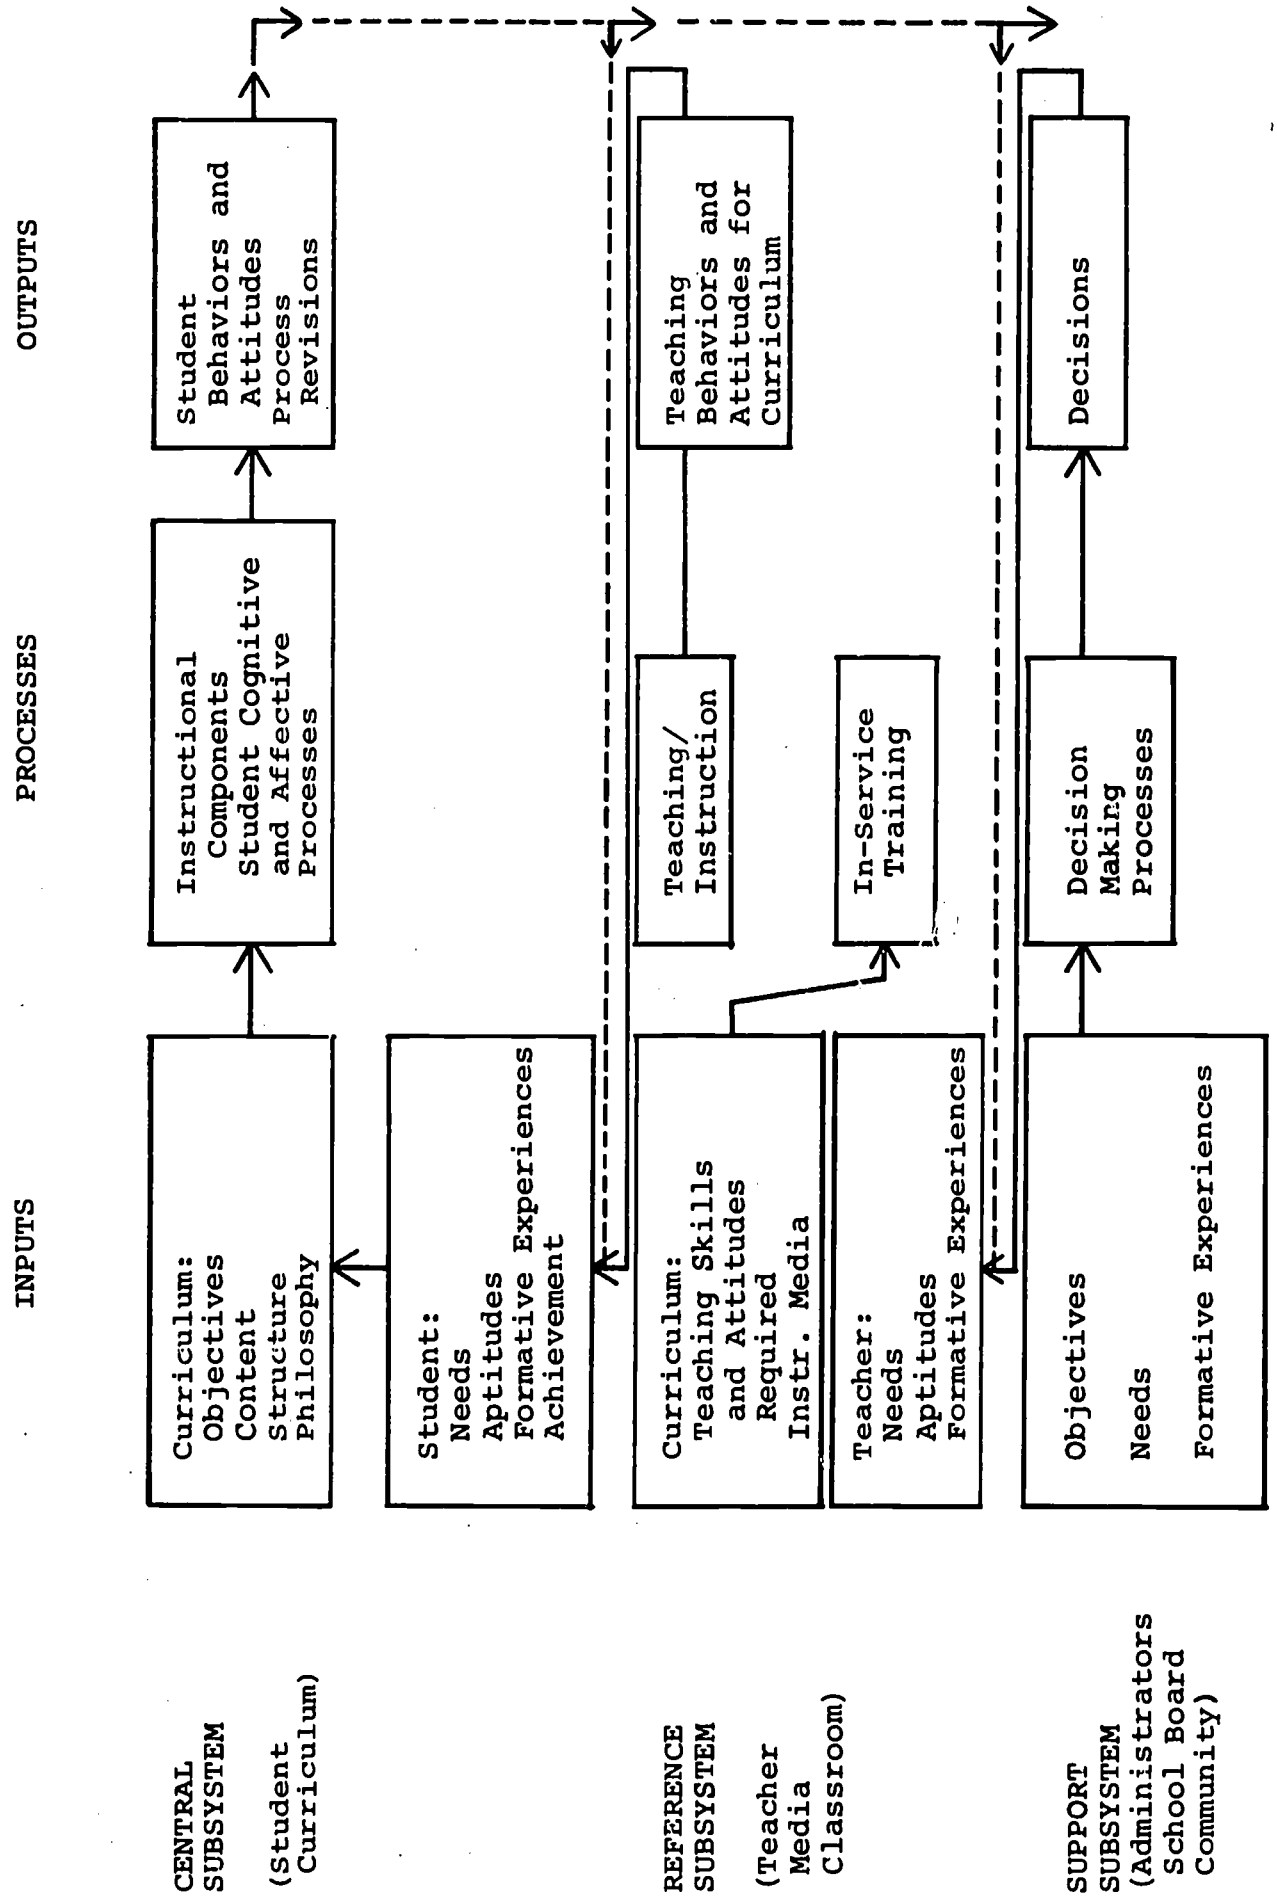 INPUTS
PROCESSES
OUTPUTS
CENTRAL
SUBSYSTEM
(Student
Curriculum)
Curriculum:
Objectives
Content
Structure
Philosophy
Instructional
Components
Student Cognitive
and Affective
Processes
Student
Behaviors and
Attitudes
Process
Revisions
Student:
Needs
Aptitudes
Formative Experiences
Achievement
REFERENCE
SUBSYSTEM
(Teacher
Media
Classroom)
Curriculum:
Teaching Skills
and Attitudes
Required
Instr. Media
Teaching/
Instruction
Teaching
Behaviors and
Attitudes for
Curriculum
Teacher:
Needs
Aptitudes
Formative Experiences
In-Service
Training
SUPPORT
SUBSYSTEM
(Administrators
School Board
Community)
Objectives
Needs
Formative Experiences
Decision
Making
Processes
Decisions